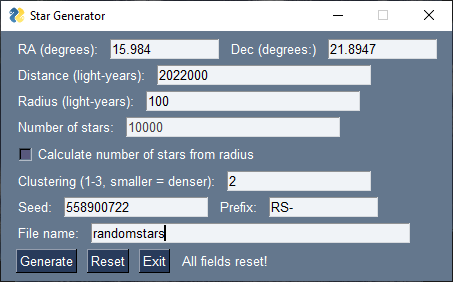 Star Generator
RA (degrees): 15.984 Dec (degrees:) 21.8947
Distance (light-years): 2022000
Radius (light-years): 100
Number of stars: 10000
Calculate number of stars from radius
Clustering (1-3, smaller = denser): 2
Seed: 558900722 Prefix: RS-
File name: randomstars
Generate Reset Exit All fields reset!